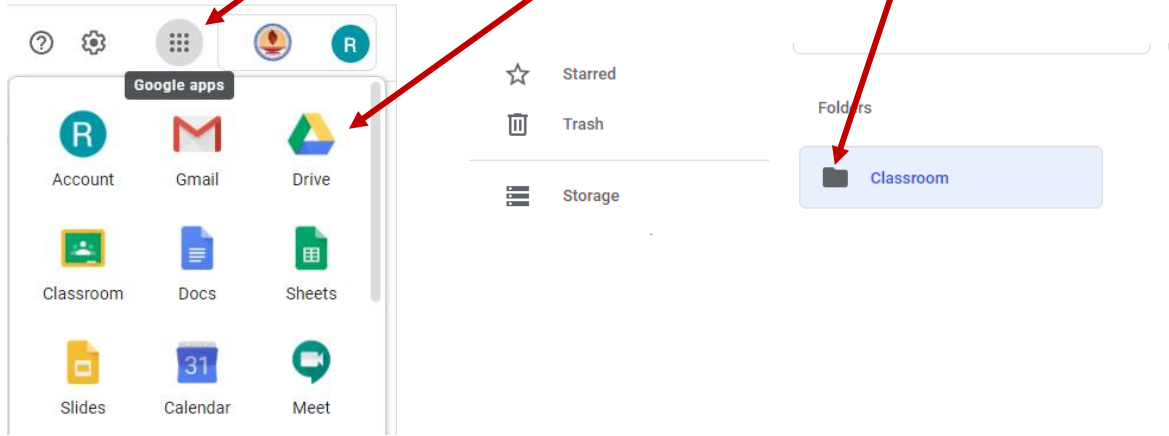 R
Google apps
R
Account Gmail Drive
Classroom Docs Sheets
31
Slides Calendar Meet
Starred
Trash
Storage
Folders
Classroom